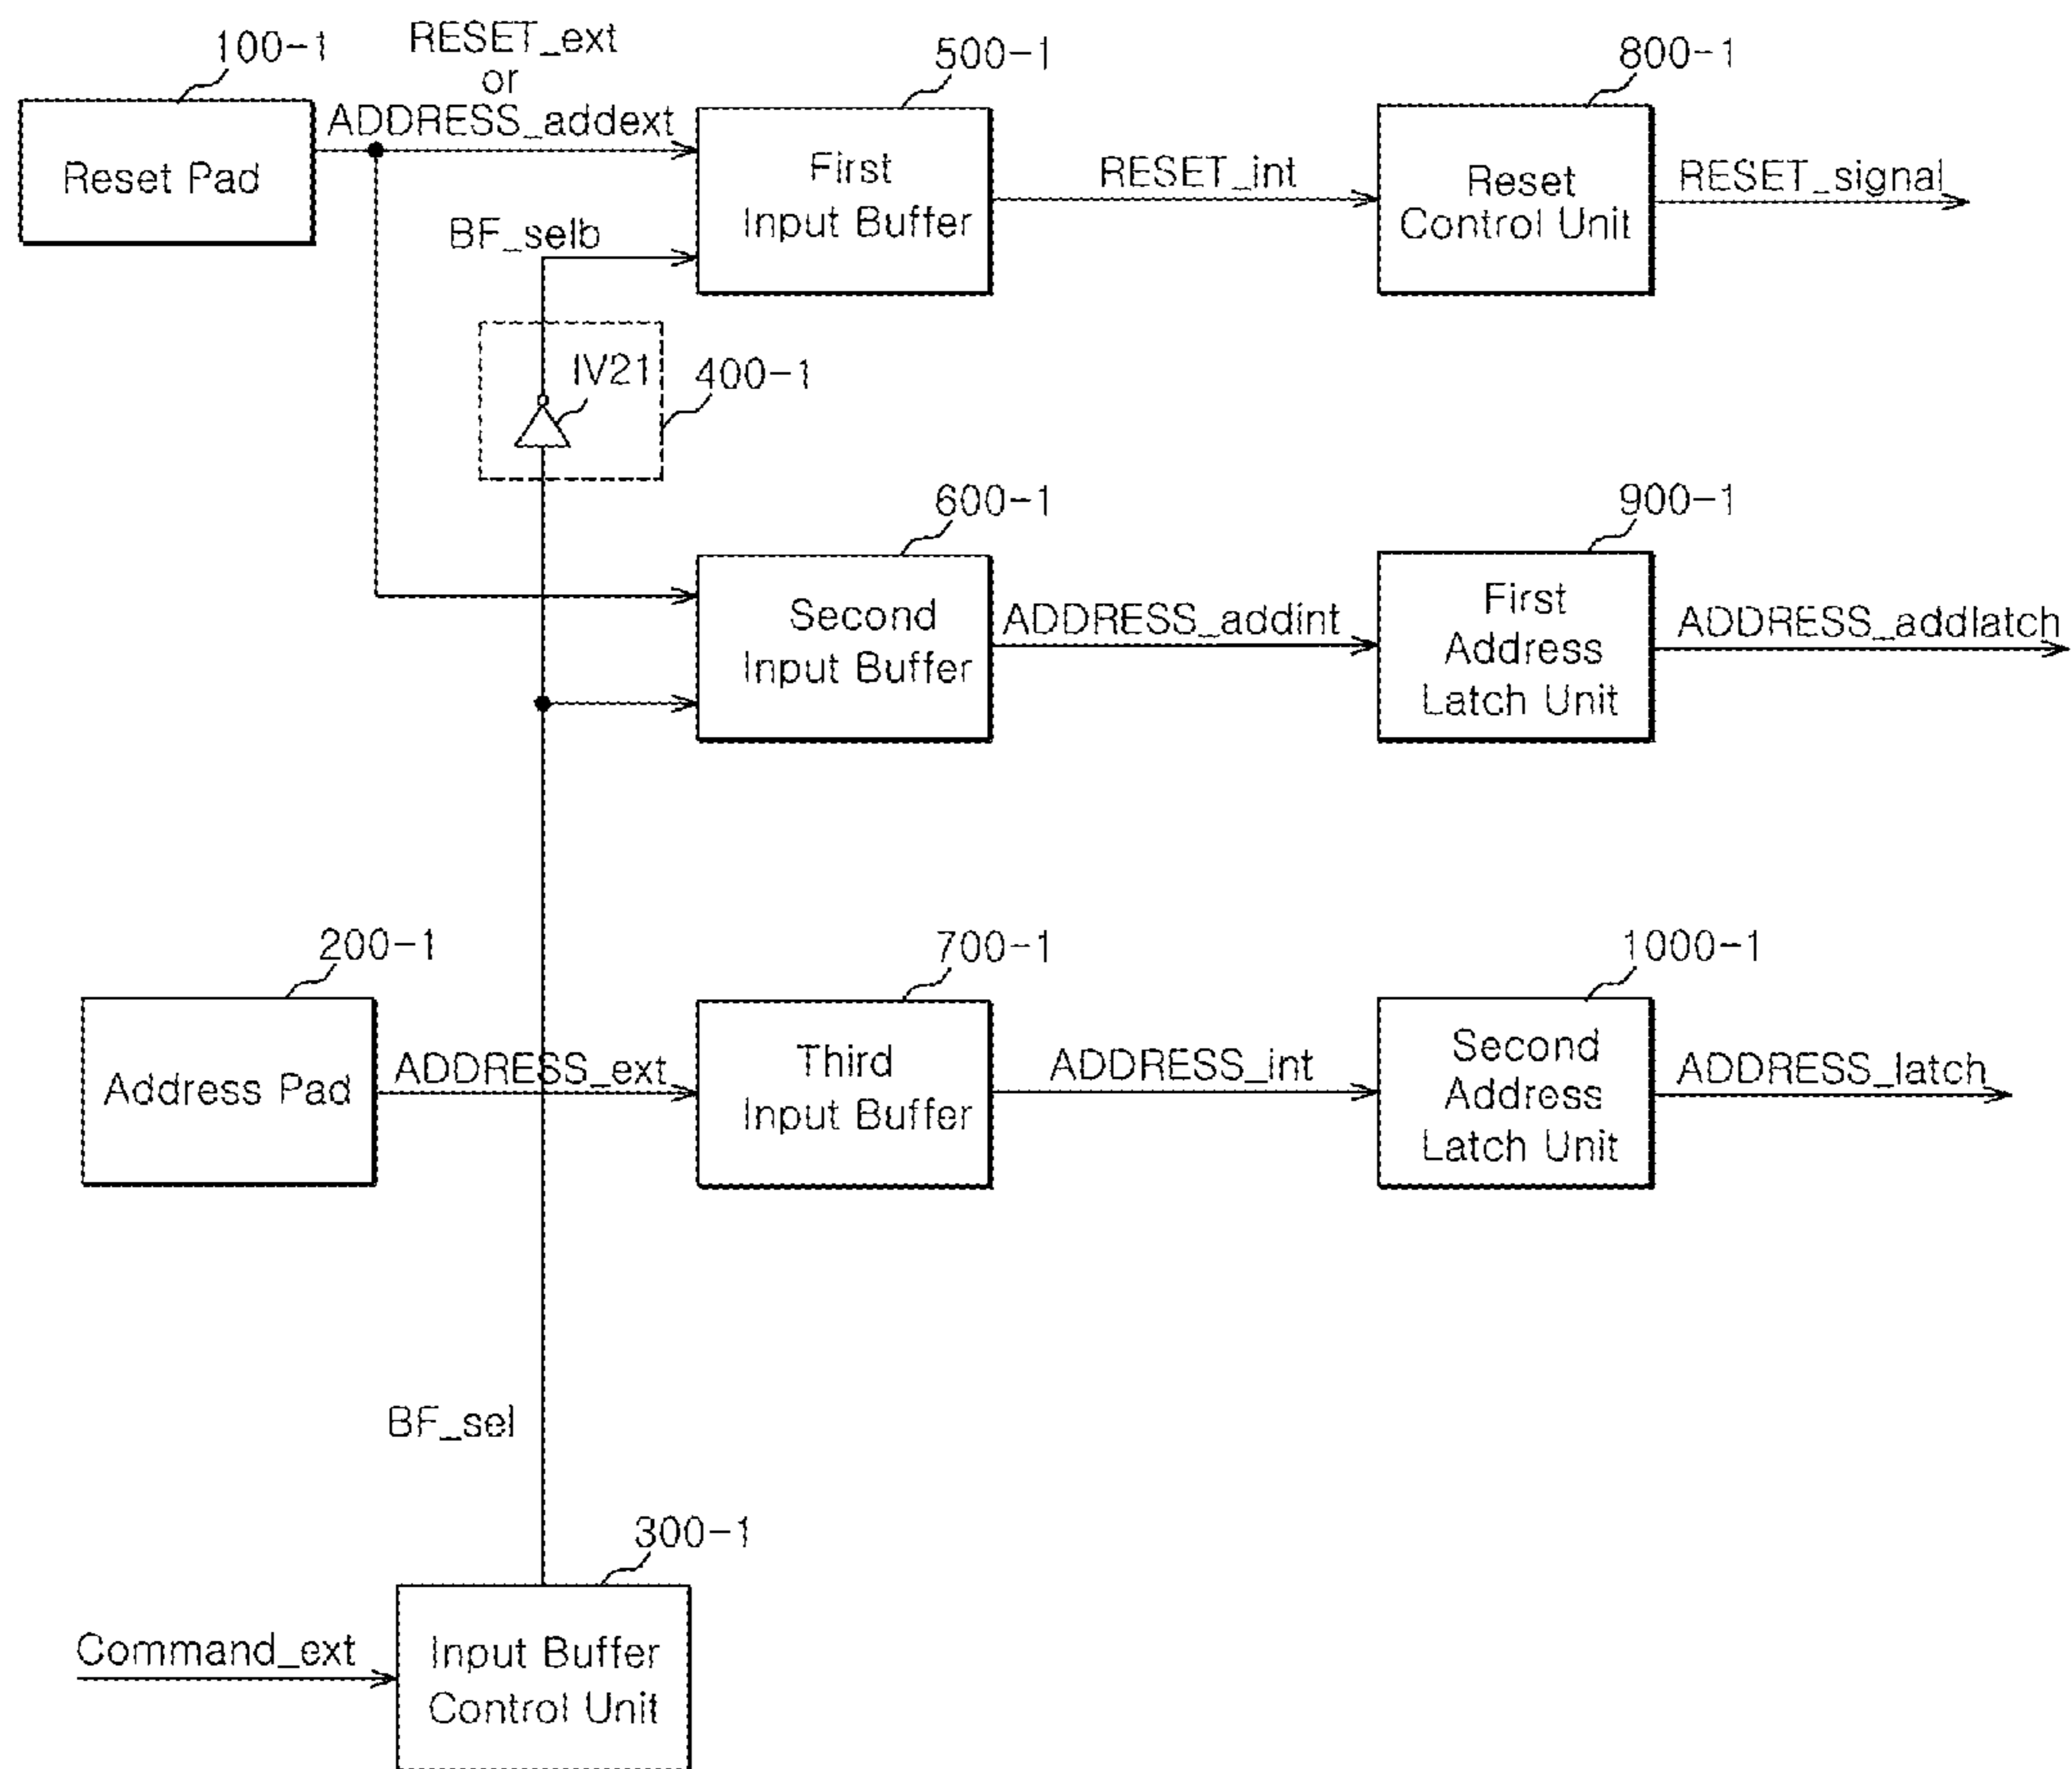 100-1
RESET_ext
or
ADDRESS_addext
500-1
800-1
Reset Pad
First
Input Buffer
RESET_int
Reset
Control Unit
RESET_signal
BF_selb
IV21
400-1
600-1
900-1
Second
Input Buffer
ADDRESS_addint
First
Address
Latch Unit
ADDRESS_addlatch
200-1
700-1
1000-1
Address Pad
ADDRESS_ext
Third
Input Buffer
ADDRESS_int
Second
Address
Latch Unit
ADDRESS_latch
BF_sel
300-1
Command_ext
Input Buffer
Control Unit